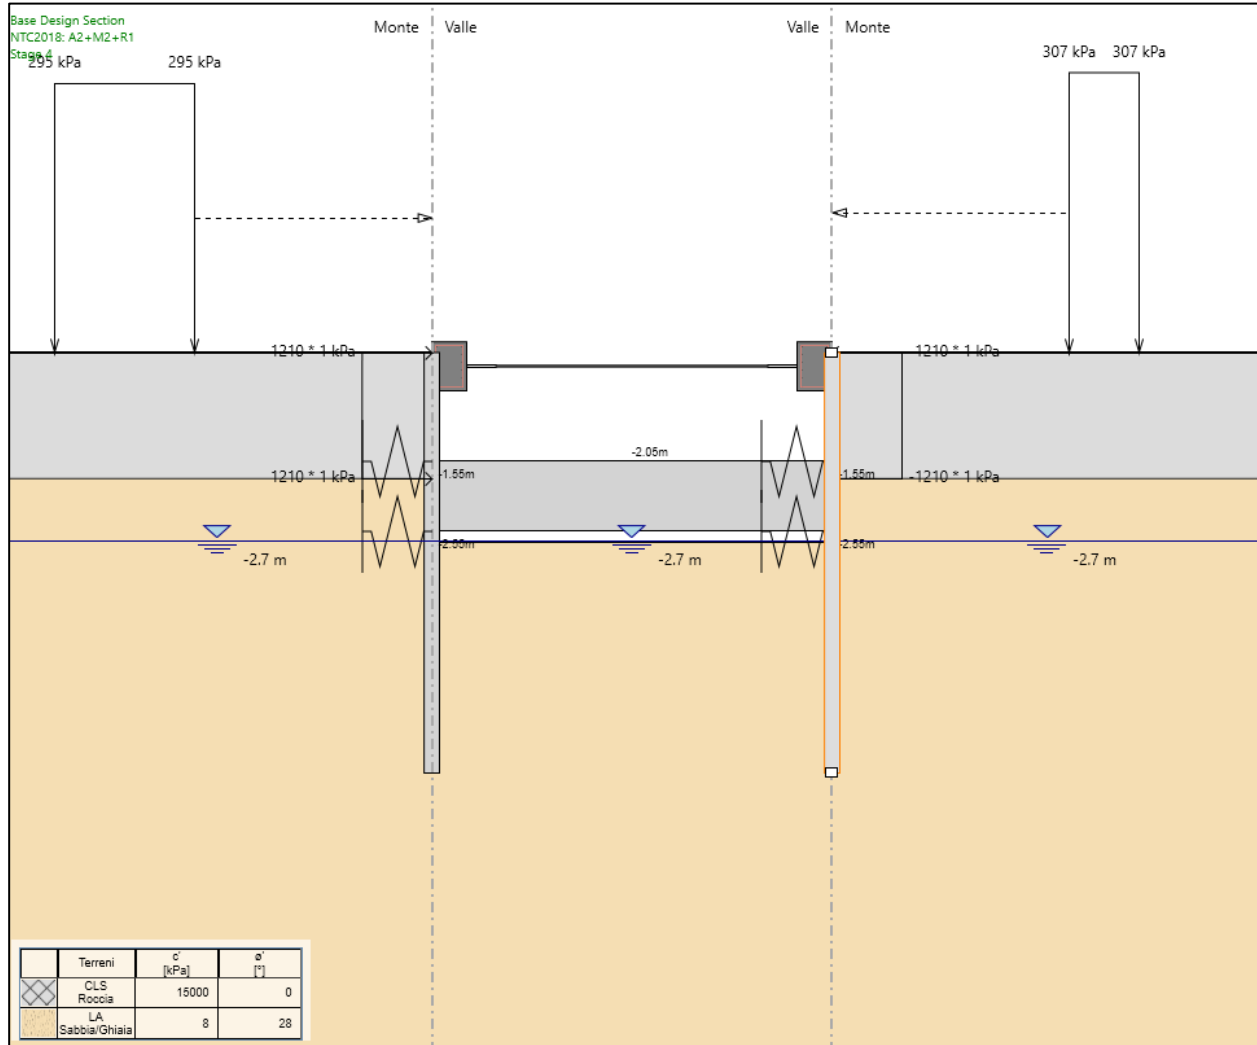 Base Design Section
NTC2018: A2+M2+R1
Stage 4
Monte Valle Valle Monte
295 kPa 295 kPa 307 kPa 307 kPa
1210 * 1 kPa -1210 * 1 kPa
-2.05m
1210 * 1 kPa -1.55m -1.55m -1210 * 1 kPa
-2.55m
-2.7 m -2.7 m -2.7 m
Terreni c' ø'
[kPa] [°]
CLS
Roccia 15000 0
LA
Sabbia/Ghiaia 8 28